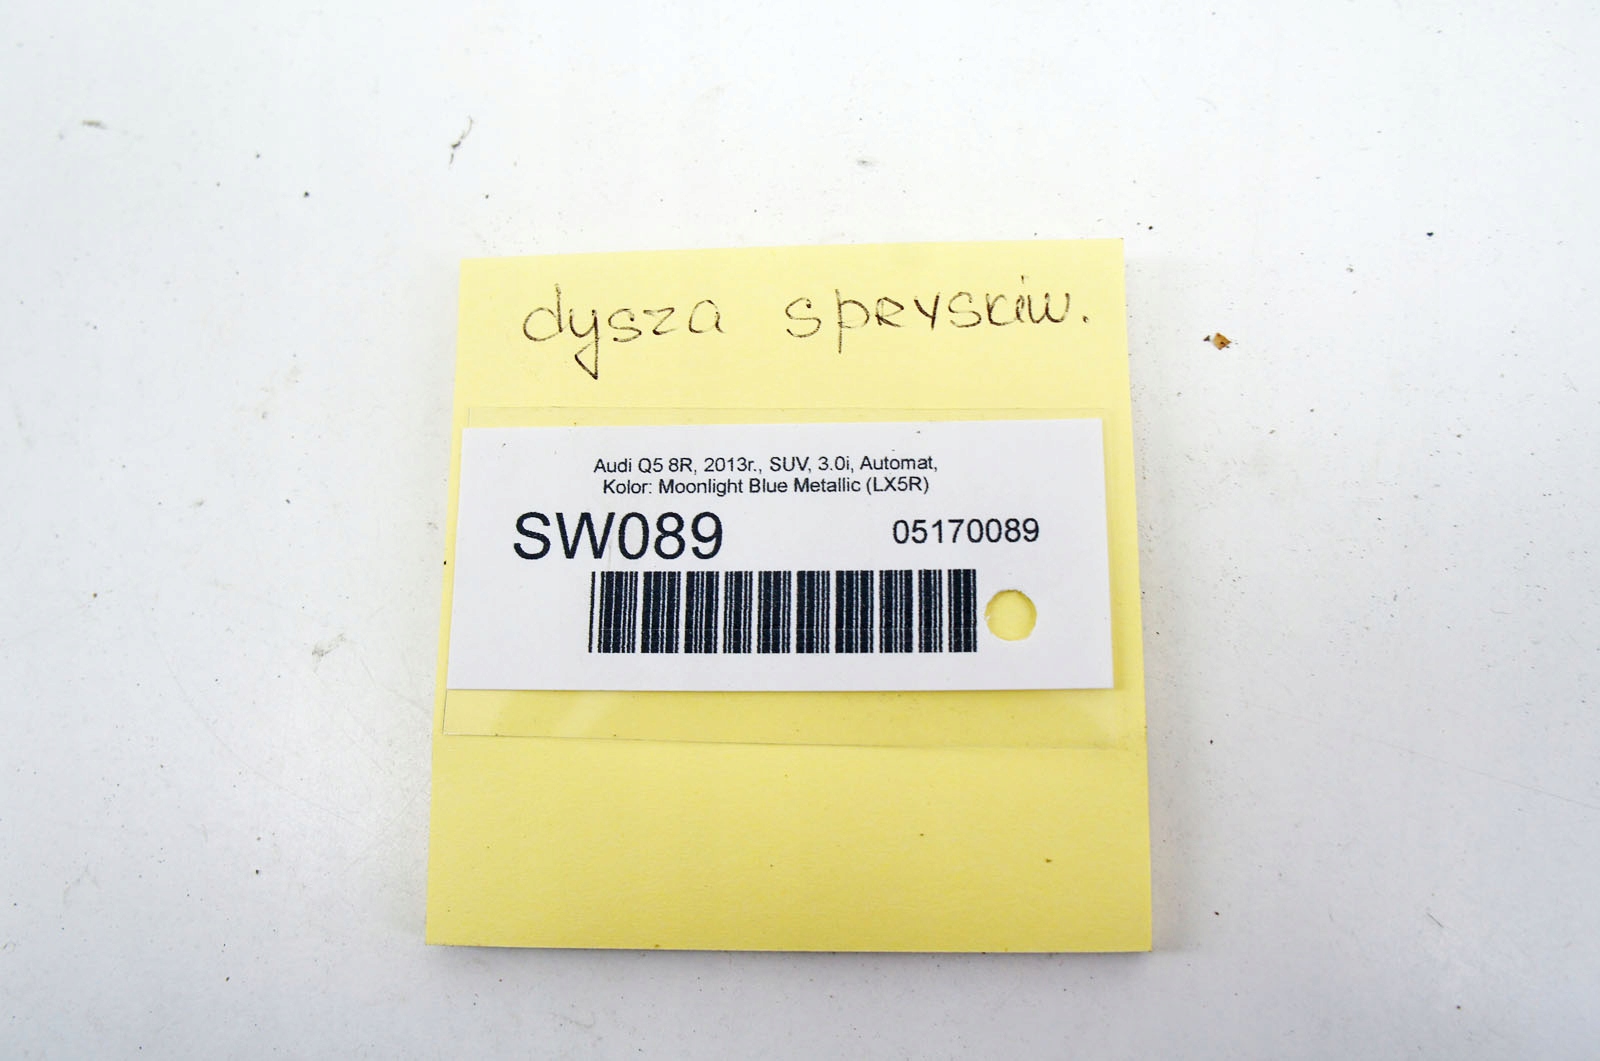 dysza spryskiw.
Audi Q5 8R, 2013r., SUV, 3.0i, Automat,
Kolor: Moonlight Blue Metallic (LX5R)
SW089 05170089